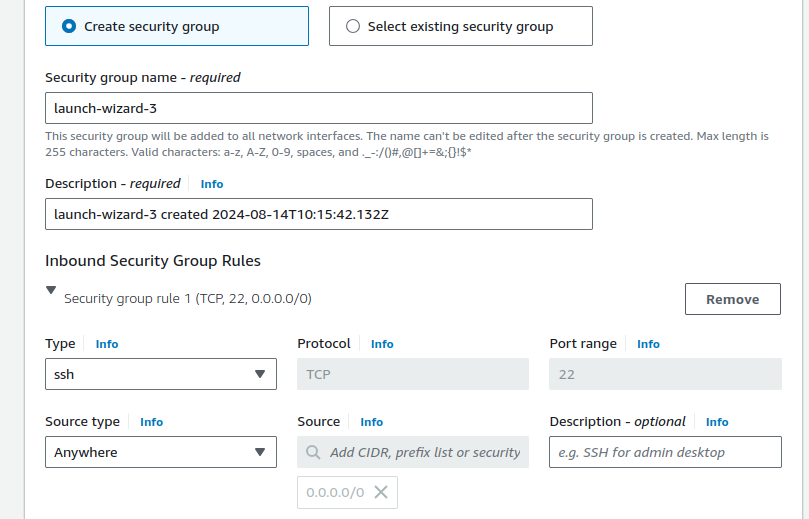 Create security group
Select existing security group
Security group name - required
launch-wizard-3
This security group will be added to all network interfaces. The name can't be edited after the security group is created. Max length is
255 characters. Valid characters: a-z, A-Z, 0-9, spaces, and ._-:/()#,@[]+=&;{}!$*
Description - required Info
launch-wizard-3 created 2024-08-14T10:15:42.132Z
Inbound Security Group Rules
Security group rule 1 (TCP, 22, 0.0.0.0/0)
Remove
Type Info
Protocol Info
Port range Info
ssh
TCP
22
Source type Info
Source Info
Description - optional Info
Anywhere
Add CIDR, prefix list or security
e.g. SSH for admin desktop
0.0.0.0/0